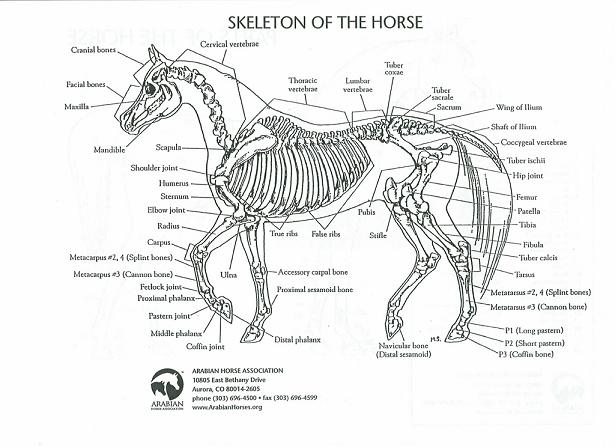 SKELETON OF THE HORSE
Cranial bones
Cervical vertebrae
Facial bones
Maxilla
Mandible
Thoracic
vertebrae
Lumbar
vertebrae
Tuber
coxae
Tuber
sacrale
Sacrum
Wing of Ilium
Shaft of Ilium
Coccygeal vertebrae
Tuber ischii
Hip joint
Femur
Patella
Tibia
Fibula
Tuber calcis
Tarsus
Metatarsus #2, 4 (Splint bones)
Metatarsus #3 (Cannon bone)
P1 (Long pastern)
P2 (Short pastern)
P3 (Coffin bone)
Scapula
Shoulder joint
Humerus
Sternum
Elbow joint
Radius
Carpus
Metacarpus #2, 4 (Splint bones)
Metacarpus #3 (Cannon bone)
Fetlock joint
Proximal phalanx
Pastern joint
Middle phalanx
Coffin joint
Ulna
True ribs
False ribs
Pubis
Stifle
Accessory carpal bone
Proximal sesamoid bone
Distal phalanx
Navicular bone
(Distal sesamoid)
ARABIAN
HORSE ASSOCIATION
ARABIAN HORSE ASSOCIATION
10805 East Bethany Drive
Aurora, CO 80014-2605
phone (303) 696-4500 • fax (303) 696-4599
www.ArabianHorses.org